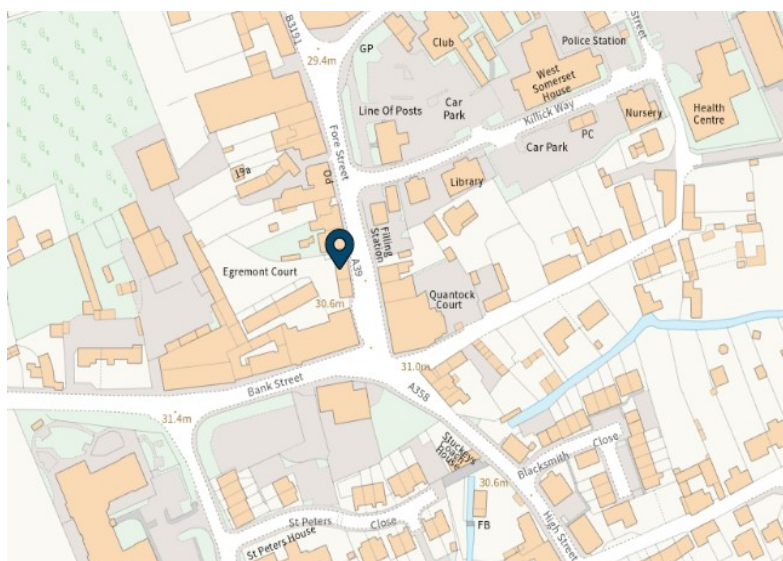 B3191
GP
Club
Police Station
Street
29.4m
West
Somerset
House
Line Of Posts
Car
Park
Killick Way
Nursery
Health
Centre
Fore Street
PC
Car Park
19a
PO
Library
Filling
Station
A39
Egremont Court
30.6m
Quantock
Court
31.0m
Bank Street
A358
31.4m
Stuckeys
Coach
House
Blacksmith Close
30.6m
St Peters Close
FB
High Street
St Peters House